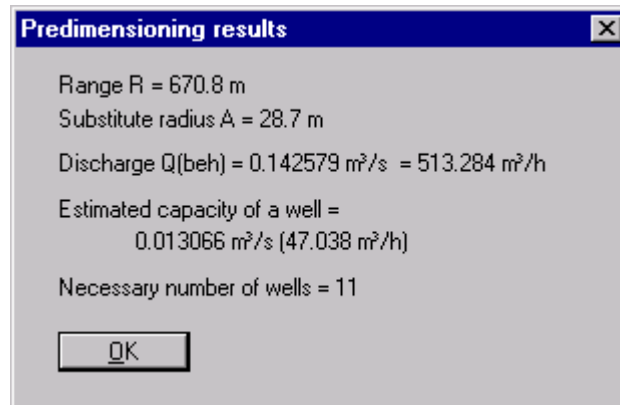 Predimensioning results
Range R = 670.8 m
Substitute radius A = 28.7 m
Discharge Q(beh) = 0.142579 m³/s = 513.284 m³/h
Estimated capacity of a well =
0.013066 m³/s (47.038 m³/h)
Necessary number of wells = 11
OK